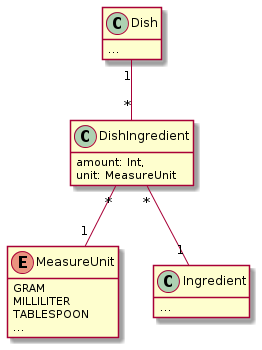 C Dish
...
1
*
C DishIngredient
amount: Int,
unit: MeasureUnit
* *
1 1
E MeasureUnit
GRAM
MILLILITER
TABLESPOON
...
C Ingredient
...